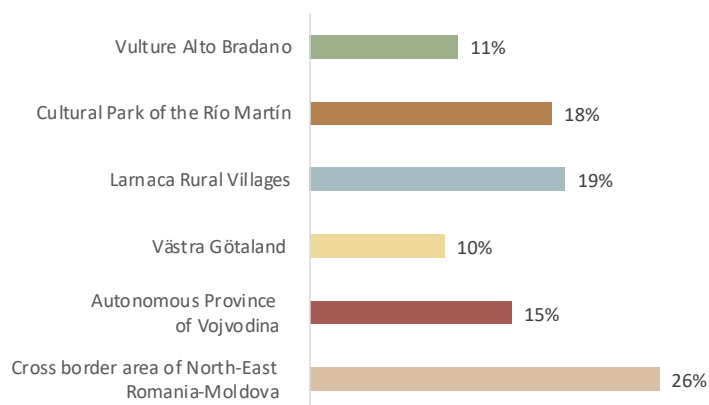 Vulture Alto Bradano
11%
Cultural Park of the Río Martín
18%
Larnaca Rural Villages
19%
Västra Götaland
10%
Autonomous Province
of Vojvodina
15%
Cross border area of North-East
Romania-Moldova
26%